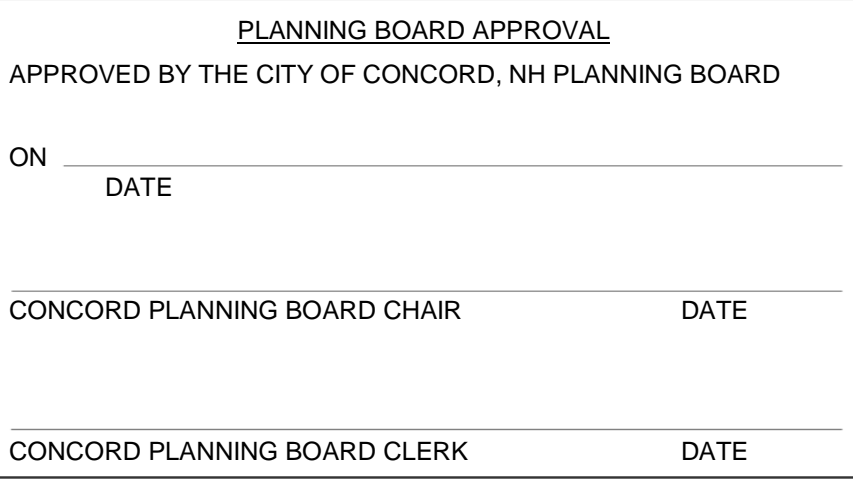 PLANNING BOARD APPROVAL
APPROVED BY THE CITY OF CONCORD, NH PLANNING BOARD
ON
DATE
CONCORD PLANNING BOARD CHAIR DATE
CONCORD PLANNING BOARD CLERK DATE